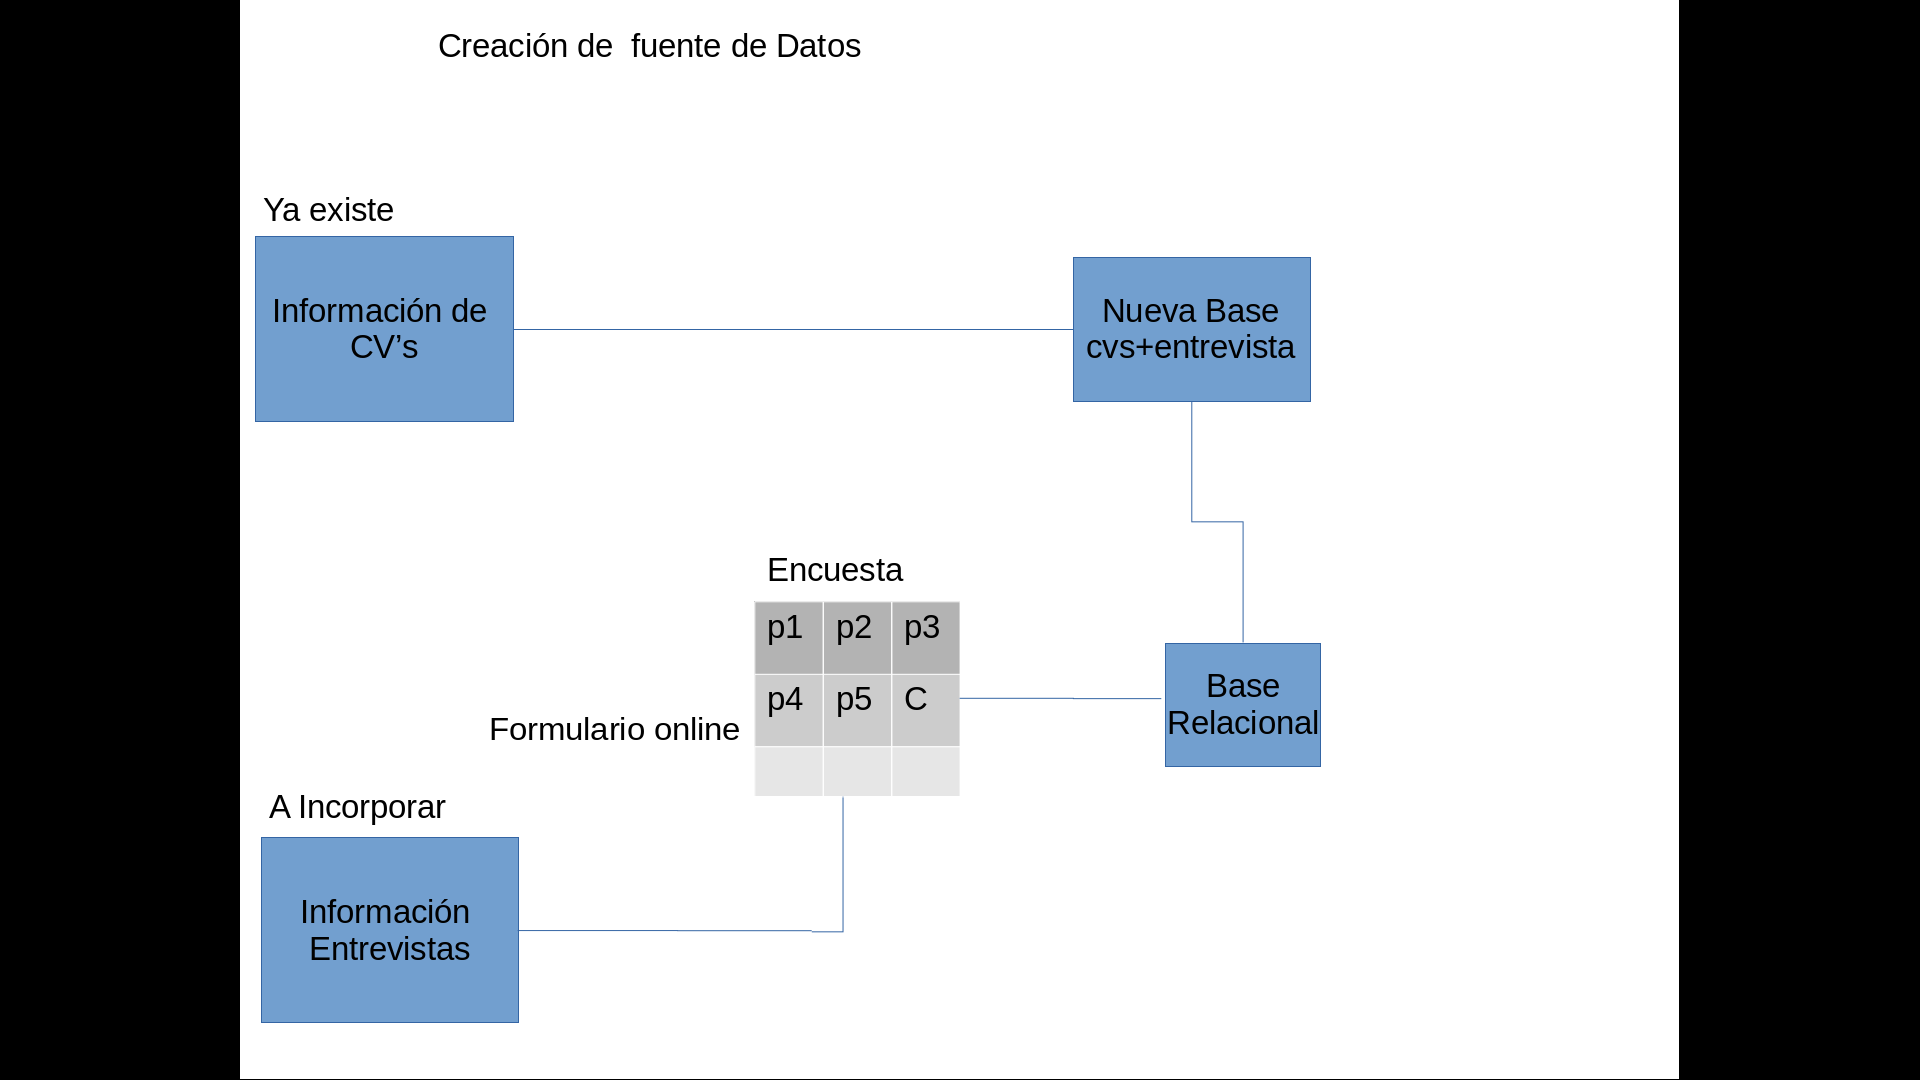 Creación de  fuente de Datos
Ya existe
Información de
CV’s
Nueva Base
cvs+entrevista
Encuesta
p1 p2 p3
p4 p5 C
Formulario online
Base
Relacional
A Incorporar
Información
Entrevistas